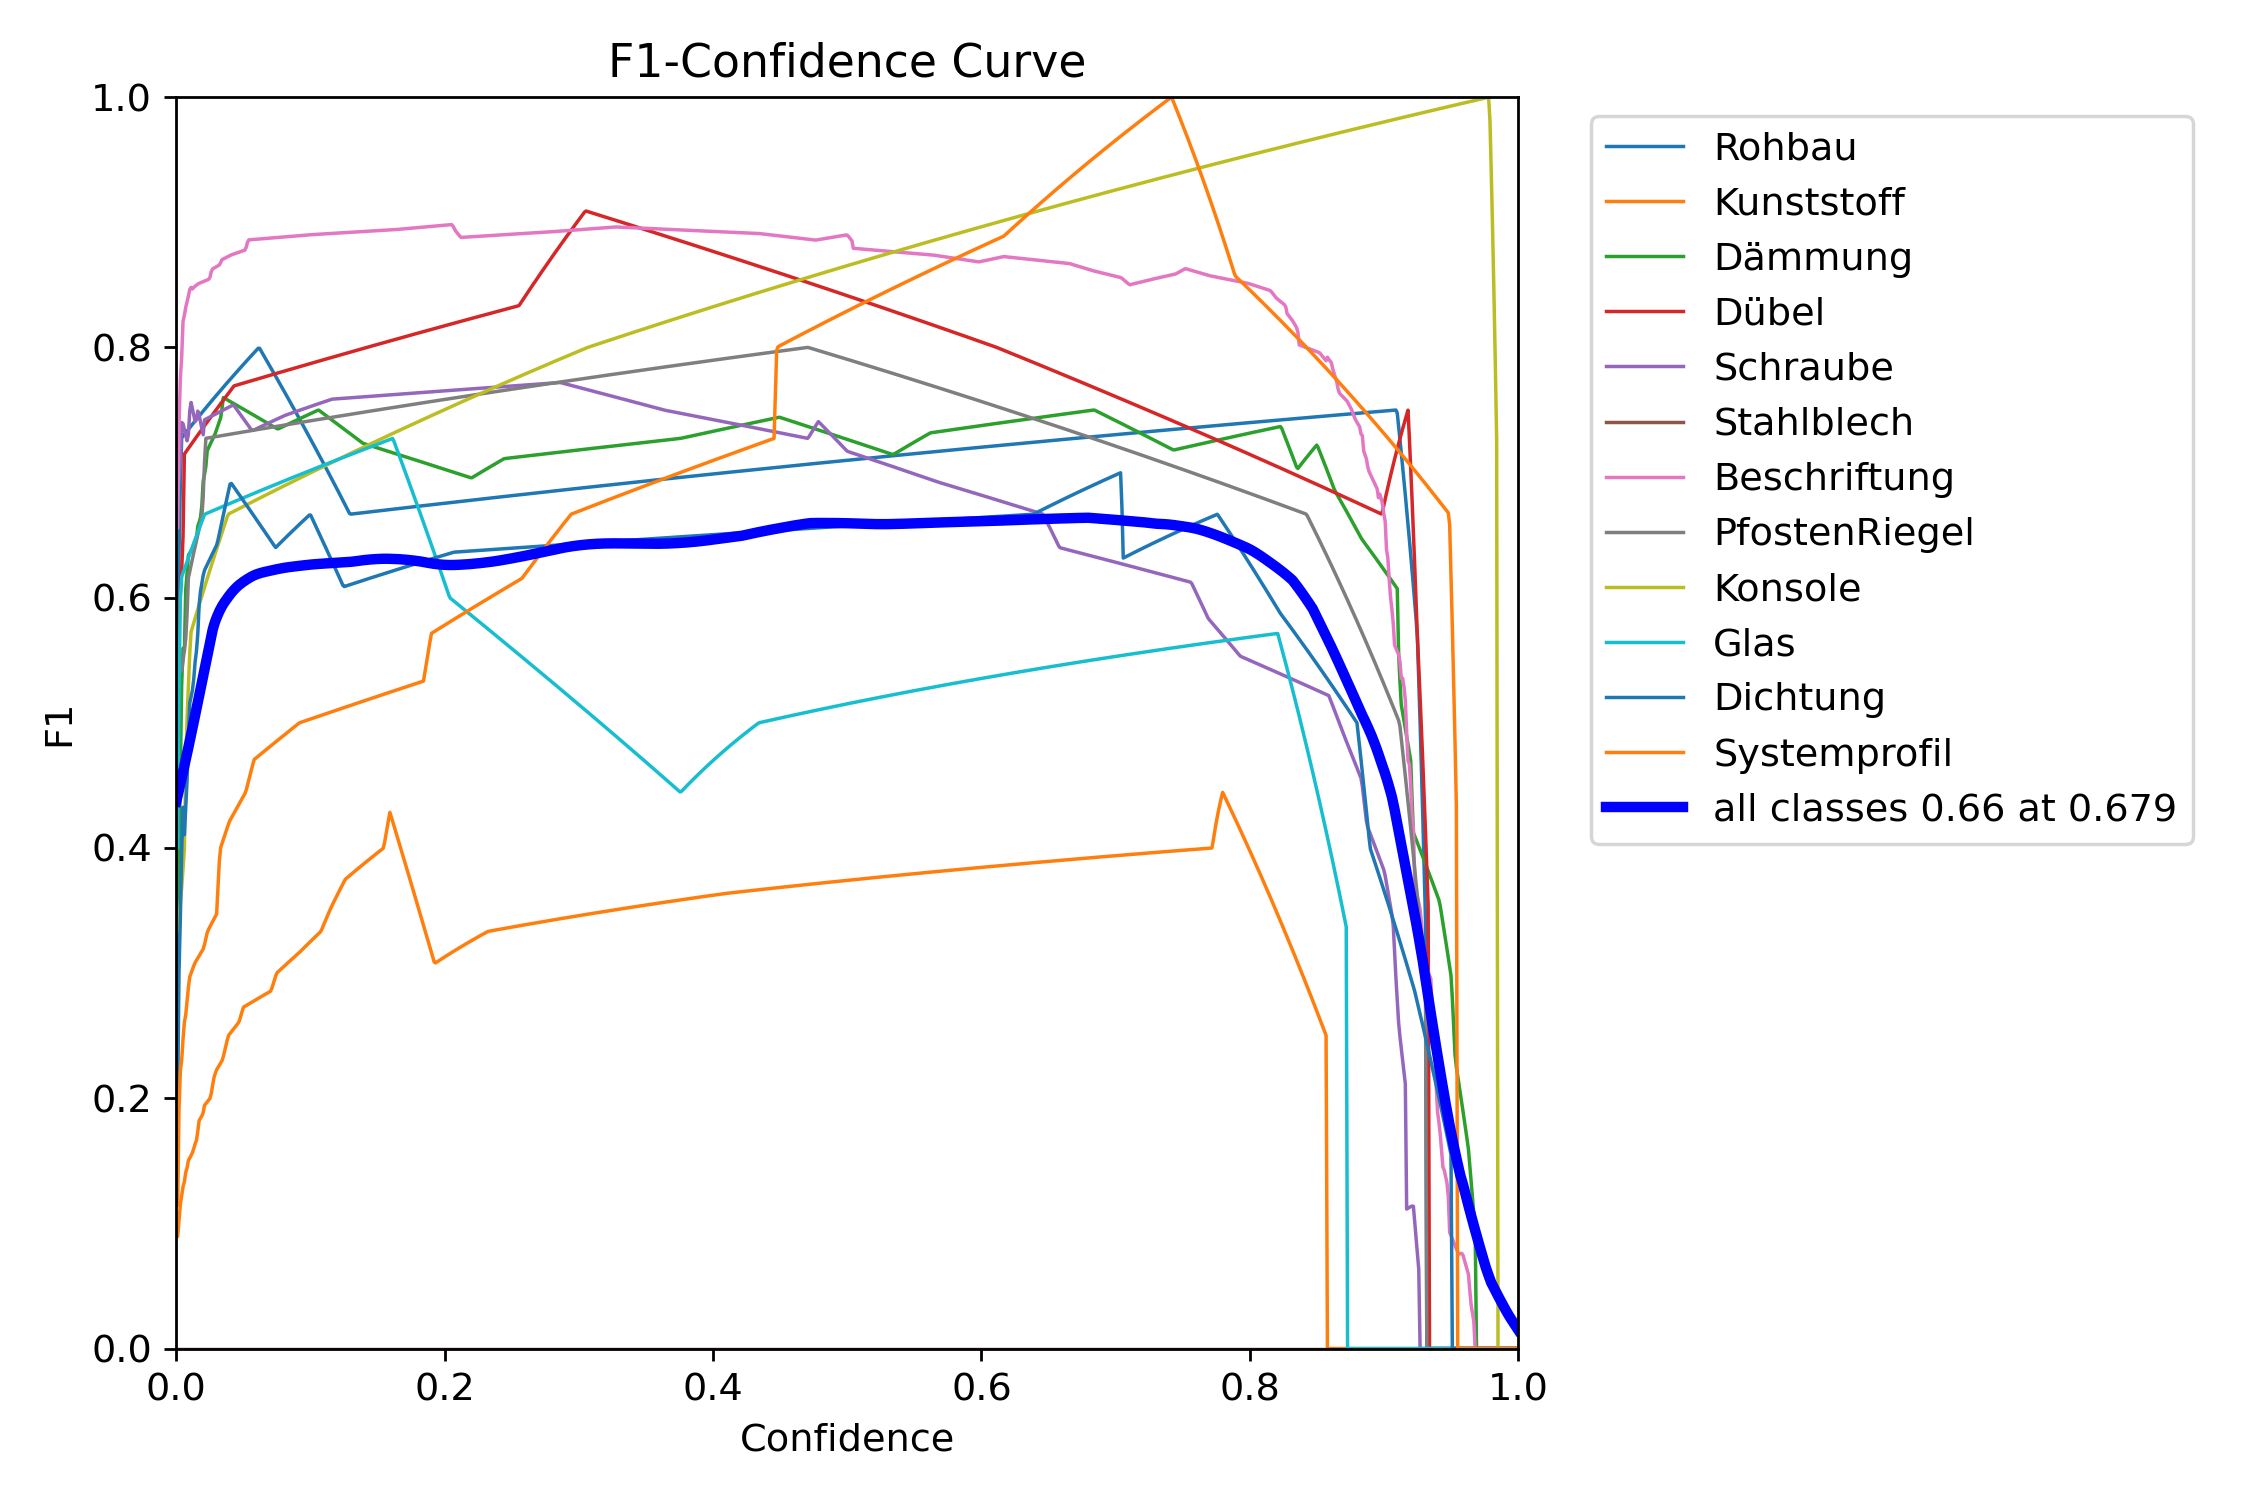 F1-Confidence Curve
1.0
0.8
0.6
0.4
0.2
0.0
F1
0.0 0.2 0.4 0.6 0.8 1.0
Confidence
Rohbau
Kunststoff
Dämmung
Dübel
Schraube
Stahlblech
Beschriftung
PfostenRiegel
Konsole
Glas
Dichtung
Systemprofil
all classes 0.66 at 0.679